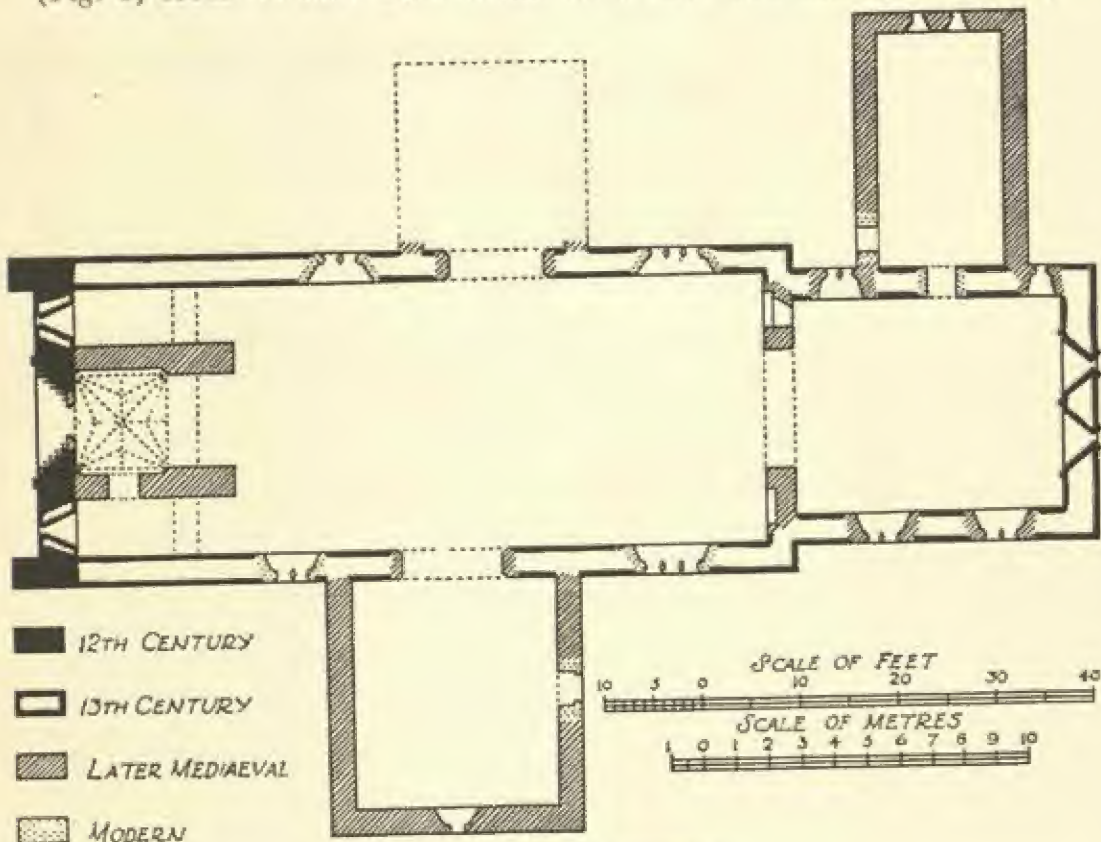 12TH CENTURY
13TH CENTURY
LATER MEDIAEVAL
MODERN
SCALE OF FEET
10 5 0 10 20 30 40
SCALE OF METRES
1 0 1 2 3 4 5 6 7 8 9 10